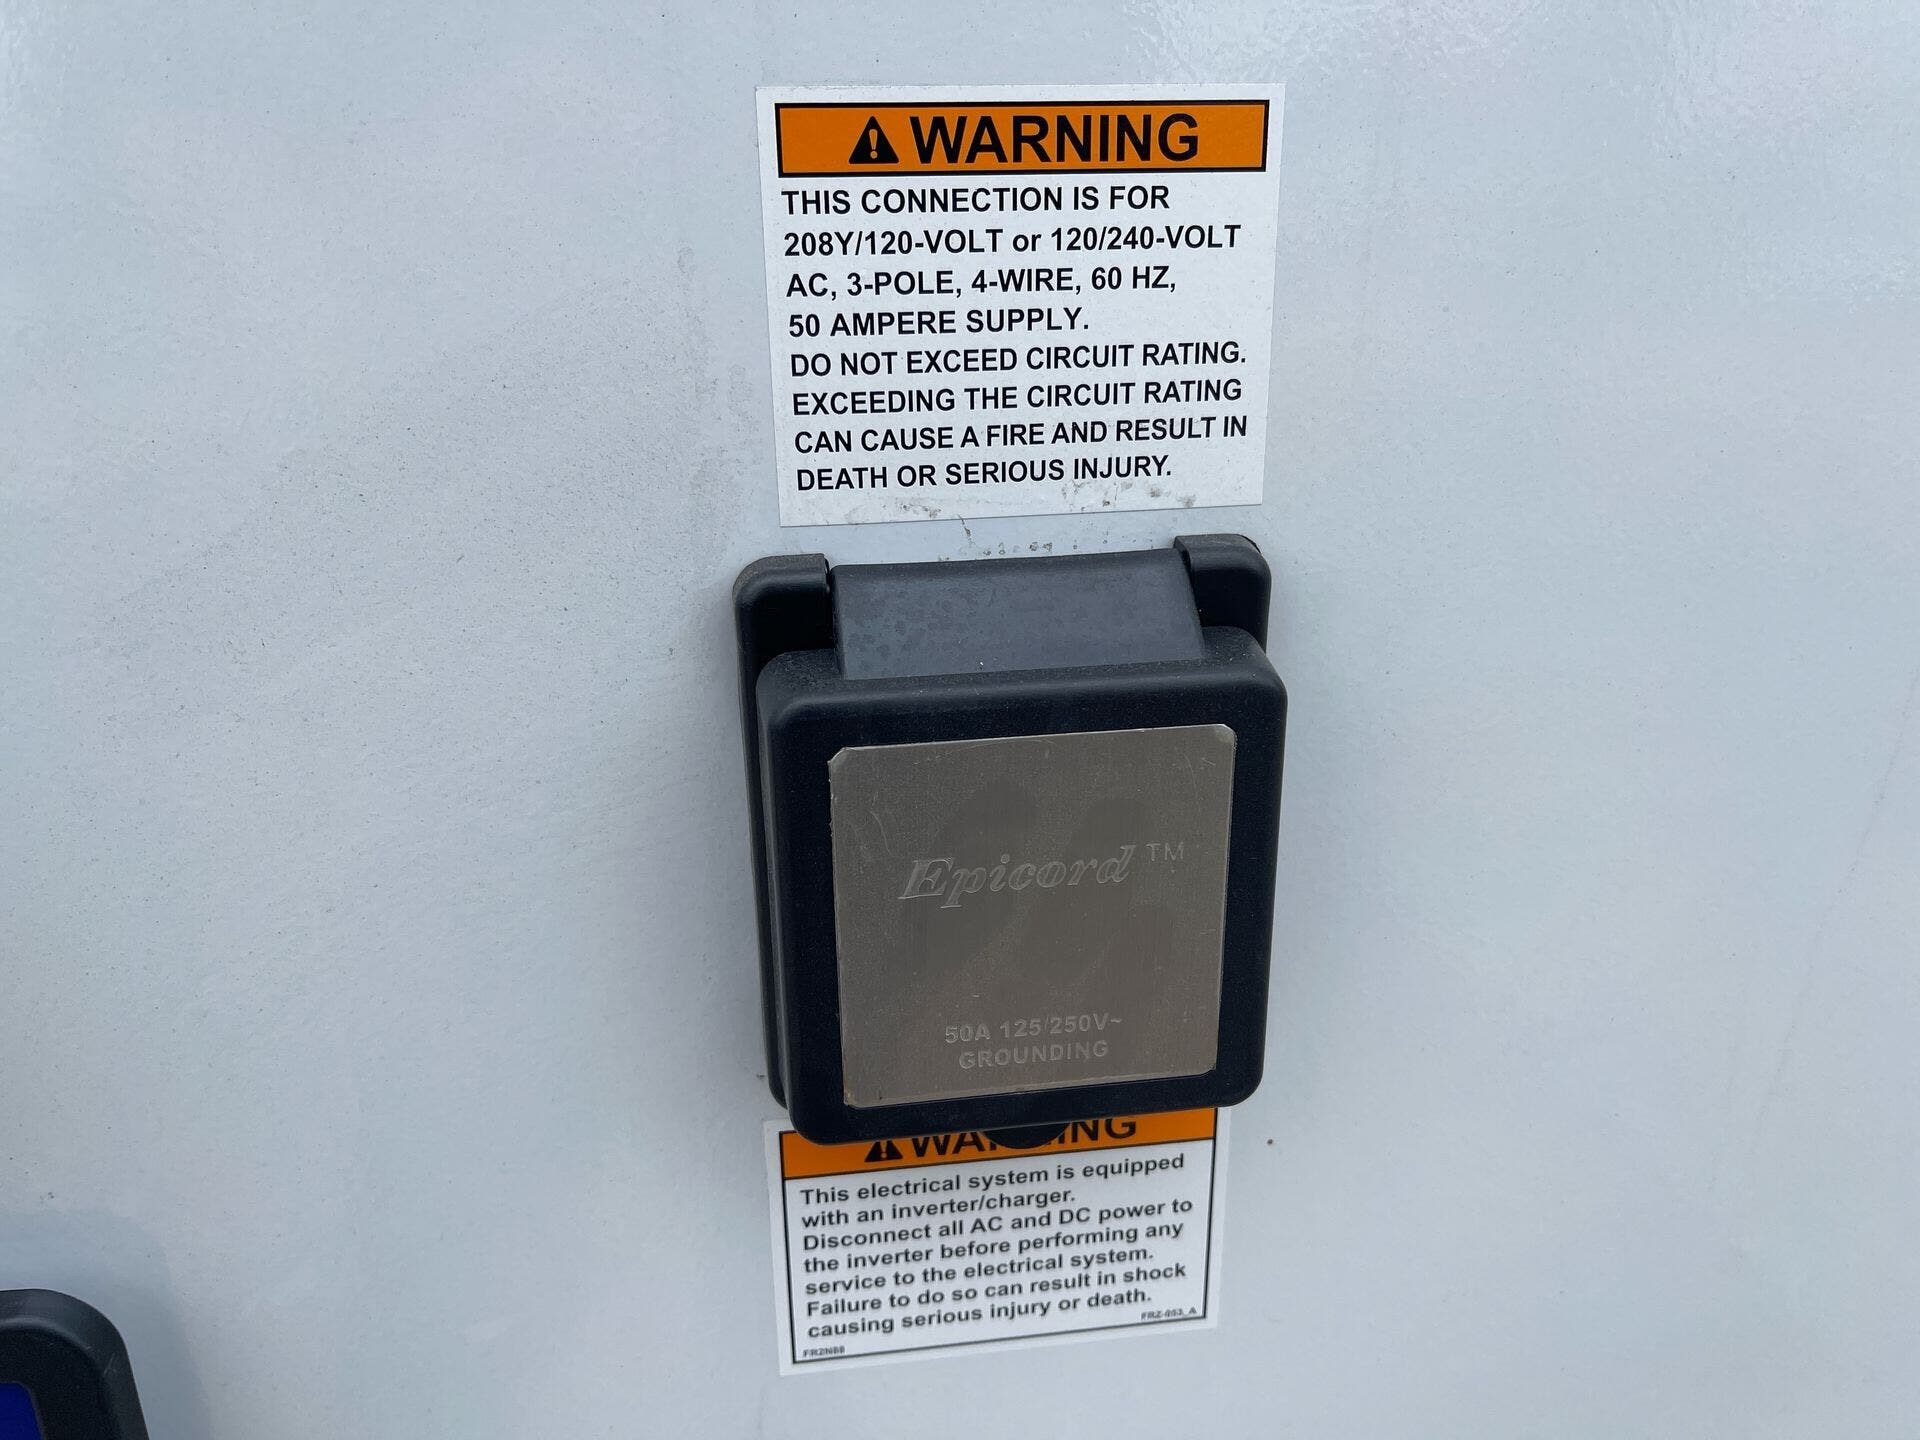 WARNING
THIS CONNECTION IS FOR
208Y/120-VOLT or 120/240-VOLT
AC, 3-POLE, 4-WIRE, 60 HZ,
50 AMPERE SUPPLY.
DO NOT EXCEED CIRCUIT RATING.
EXCEEDING THE CIRCUIT RATING
CAN CAUSE A FIRE AND RESULT IN
DEATH OR SERIOUS INJURY.
Epicord™
50A 125/250V~
GROUNDING
WARNING
This electrical system is equipped
with an inverter/charger.
Disconnect all AC and DC power to
the inverter before performing any
service to the electrical system.
Failure to do so can result in shock
causing serious injury or death.